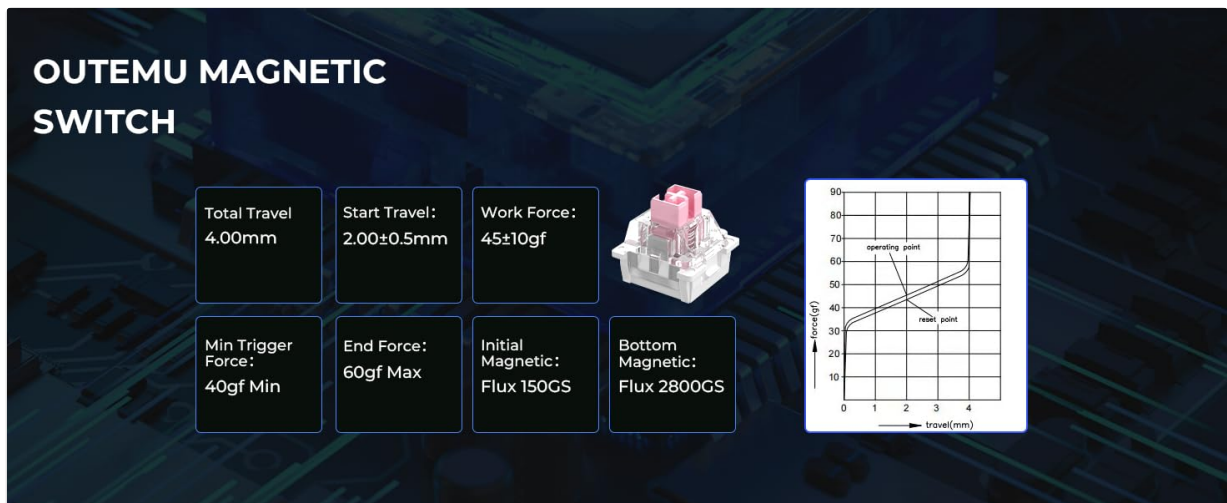 OUTEMU MAGNETIC
SWITCH
Total Travel
4.00mm
Start Travel:
2.00±0.5mm
Work Force:
45±10gf
Min Trigger
Force:
40gf Min
End Force:
60gf Max
Initial
Magnetic:
Flux 150GS
Bottom
Magnetic:
Flux 2800GS
90
80
70
operating point
60
50
40
reset point
30
20
10
force(gf)
0 1 2 3 4
travel(mm)